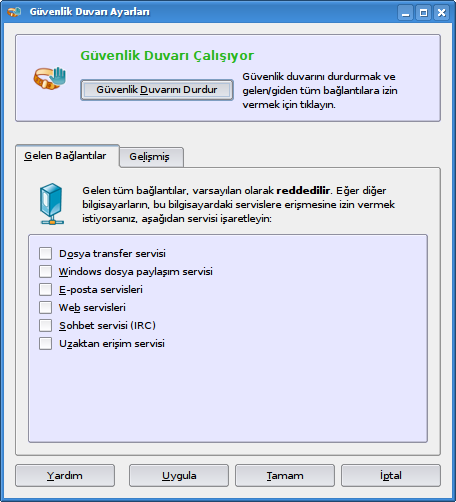 Güvenlik Duvarı Ayarları
Güvenlik Duvarı Çalışıyor
Güvenlik Duvarını Durdur
Güvenlik duvarını durdurmak ve
gelen/giden tüm bağlantılara izin
vermek için tıklayın.
Gelen Bağlantılar
Gelişmiş
Gelen tüm bağlantılar, varsayılan olarak reddedilir. Eğer diğer
bilgisayarların, bu bilgisayardaki servislere erişmesine izin vermek
istiyorsanız, aşağıdan servisi işaretleyin:
Dosya transfer servisi
Windows dosya paylaşım servisi
E-posta servisleri
Web servisleri
Sohbet servisi (IRC)
Uzaktan erişim servisi
Yardım
Uygula
Tamam
İptal